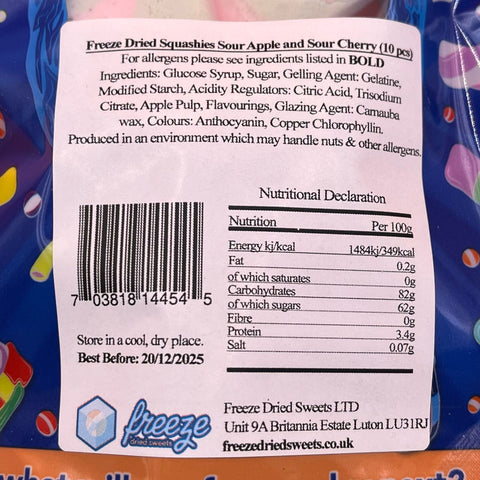 Freeze Dried Squashies Sour Apple and Sour Cherry (10 pcs)
For allergens please see ingredients listed in BOLD
Ingredients: Glucose Syrup, Sugar, Gelling Agent: Gelatine,
Modified Starch, Acidity Regulators: Citric Acid, Trisodium
Citrate, Apple Pulp, Flavourings, Glazing Agent: Carnauba
wax, Colours: Anthocyanin, Copper Chlorophyllin.
Produced in an environment which may handle nuts & other allergens.
Nutritional Declaration
Nutrition Per 100g
Energy kj/kcal 1484kj/349kcal
Fat 0.2g
of which saturates 0g
Carbohydrates 82g
of which sugars 62g
Fibre 0g
Protein 3.4g
Salt 0.07g
7 03818 14454 5
Store in a cool, dry place.
Best Before: 20/12/2025
freeze
dried sweets
Freeze Dried Sweets LTD
Unit 9A Britannia Estate Luton LU31RJ
freezedriedsweets.co.uk